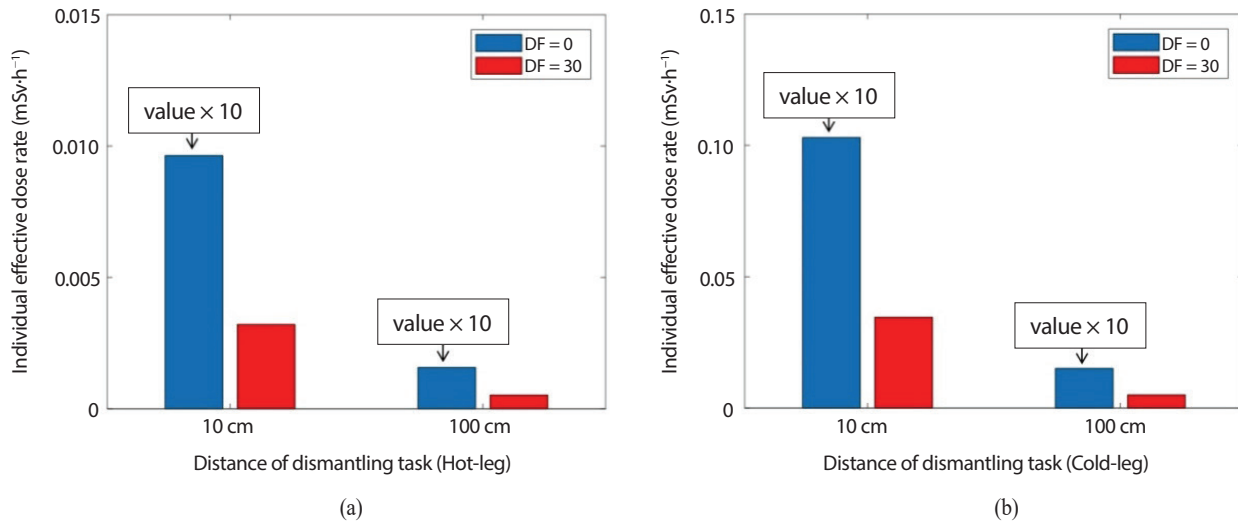 Individual effective dose rate (mSv·h⁻¹)
0.015
0.010
0.005
0
DF = 0
DF = 30
value × 10
value × 10
10 cm
100 cm
Distance of dismantling task (Hot-leg)
(a)
Individual effective dose rate (mSv·h⁻¹)
0.15
0.10
0.05
0
DF = 0
DF = 30
value × 10
value × 10
10 cm
100 cm
Distance of dismantling task (Cold-leg)
(b)